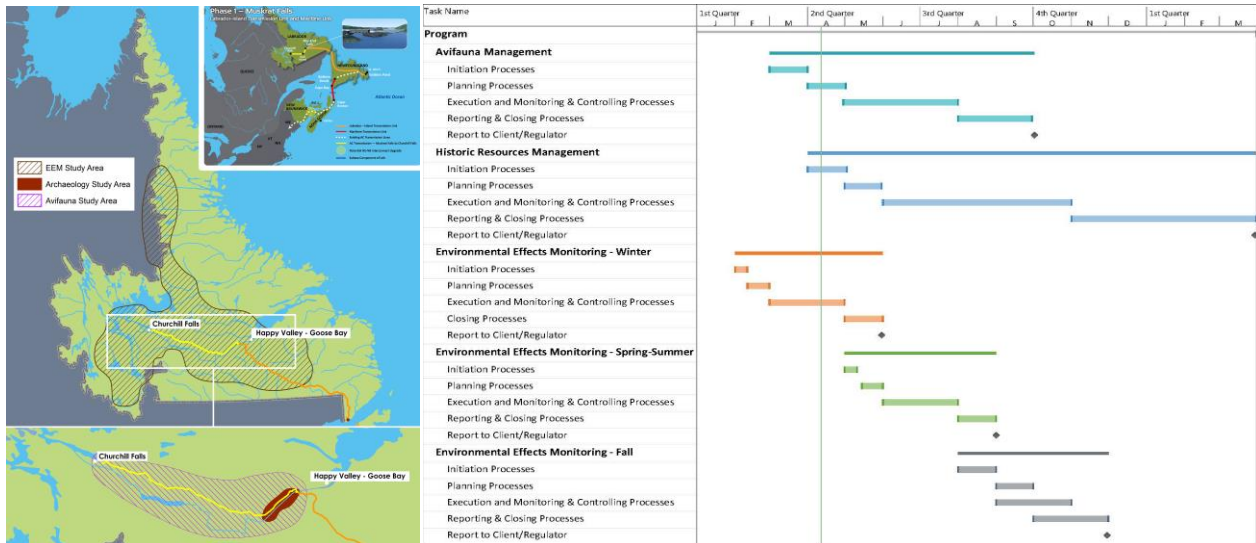 Phase 1 – Muskrat Falls
LABRADOR
QUEBEC
Atlantic Ocean
EEM Study Area
Archaeology Study Area
Avifauna Study Area
Churchill Falls
Happy Valley - Goose Bay
Churchill Falls
Happy Valley - Goose Bay
Task Name
1st Quarter 2nd Quarter 3rd Quarter 4th Quarter 1st Quarter
J F M A M J J A S O N D J F M
Program
Avifauna Management
Initiation Processes
Planning Processes
Execution and Monitoring & Controlling Processes
Reporting & Closing Processes
Report to Client/Regulator
Historic Resources Management
Initiation Processes
Planning Processes
Execution and Monitoring & Controlling Processes
Reporting & Closing Processes
Report to Client/Regulator
Environmental Effects Monitoring - Winter
Initiation Processes
Planning Processes
Execution and Monitoring & Controlling Processes
Closing Processes
Report to Client/Regulator
Environmental Effects Monitoring - Spring-Summer
Initiation Processes
Planning Processes
Execution and Monitoring & Controlling Processes
Reporting & Closing Processes
Report to Client/Regulator
Environmental Effects Monitoring - Fall
Initiation Processes
Planning Processes
Execution and Monitoring & Controlling Processes
Reporting & Closing Processes
Report to Client/Regulator